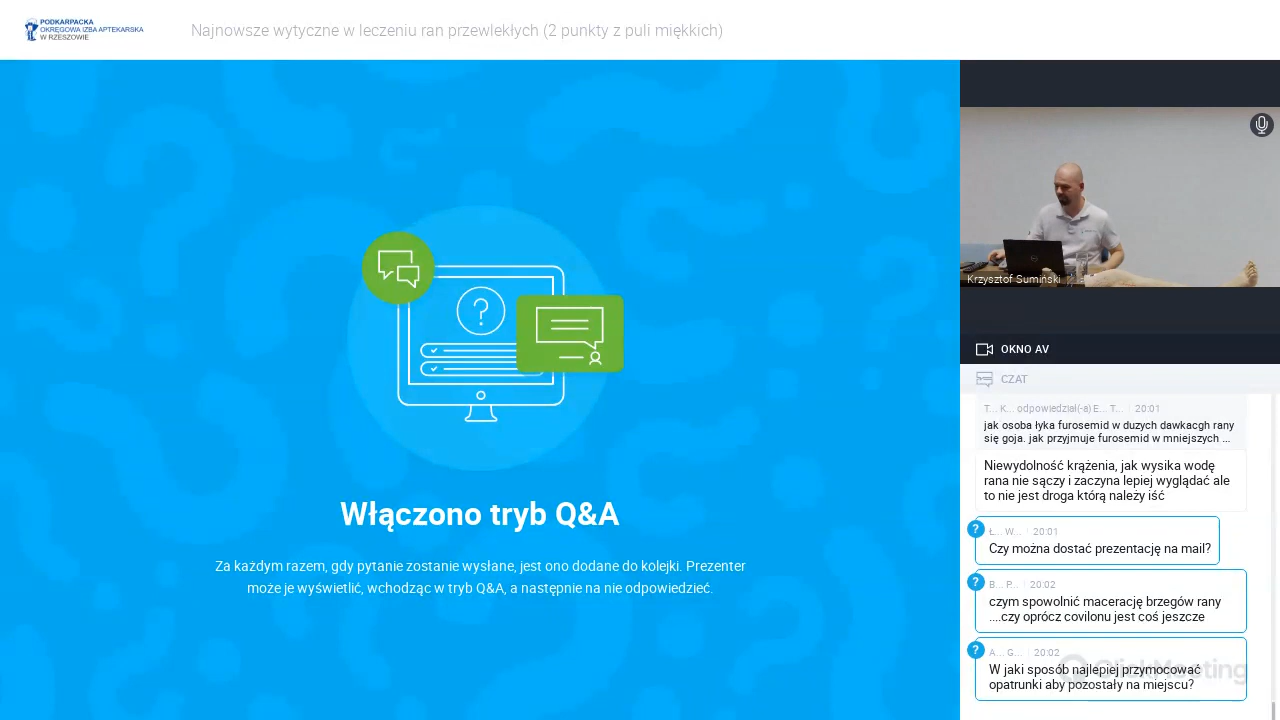 PODKARPACKA
OKRĘGOWA IZBA APTEKARSKA
W RZESZOWIE
Najnowsze wytyczne w leczeniu ran przewlekłych (2 punkty z puli miękkich)
Krzysztof Sumiński
OKNO AV
CZAT
T... K... odpowiedział(-a) E... T... 20:01
jak osoba łyka furosemid w duzych dawkacgh rany
się goja. jak przyjmuje furosemid w mniejszych ...
Niewydolność krążenia, jak wysika wodę
rana nie sączy i zaczyna lepiej wyglądać ale
to nie jest droga którą nalezy iść
Ł... W... 20:01
Czy można dostać prezentację na mail?
B... P... 20:02
czym spowolnić macerację brzegów rany
....czy oprócz covilonu jest coś jeszcze
A... G... 20:02
W jaki sposób najlepiej przymocować
opatrunki aby pozostały na miejscu?
ClickMeeting
Włączono tryb Q&A
Za każdym razem, gdy pytanie zostanie wysłane, jest ono dodane do kolejki. Prezenter
może je wyświetlić, wchodząc w tryb Q&A, a następnie na nie odpowiedzieć.